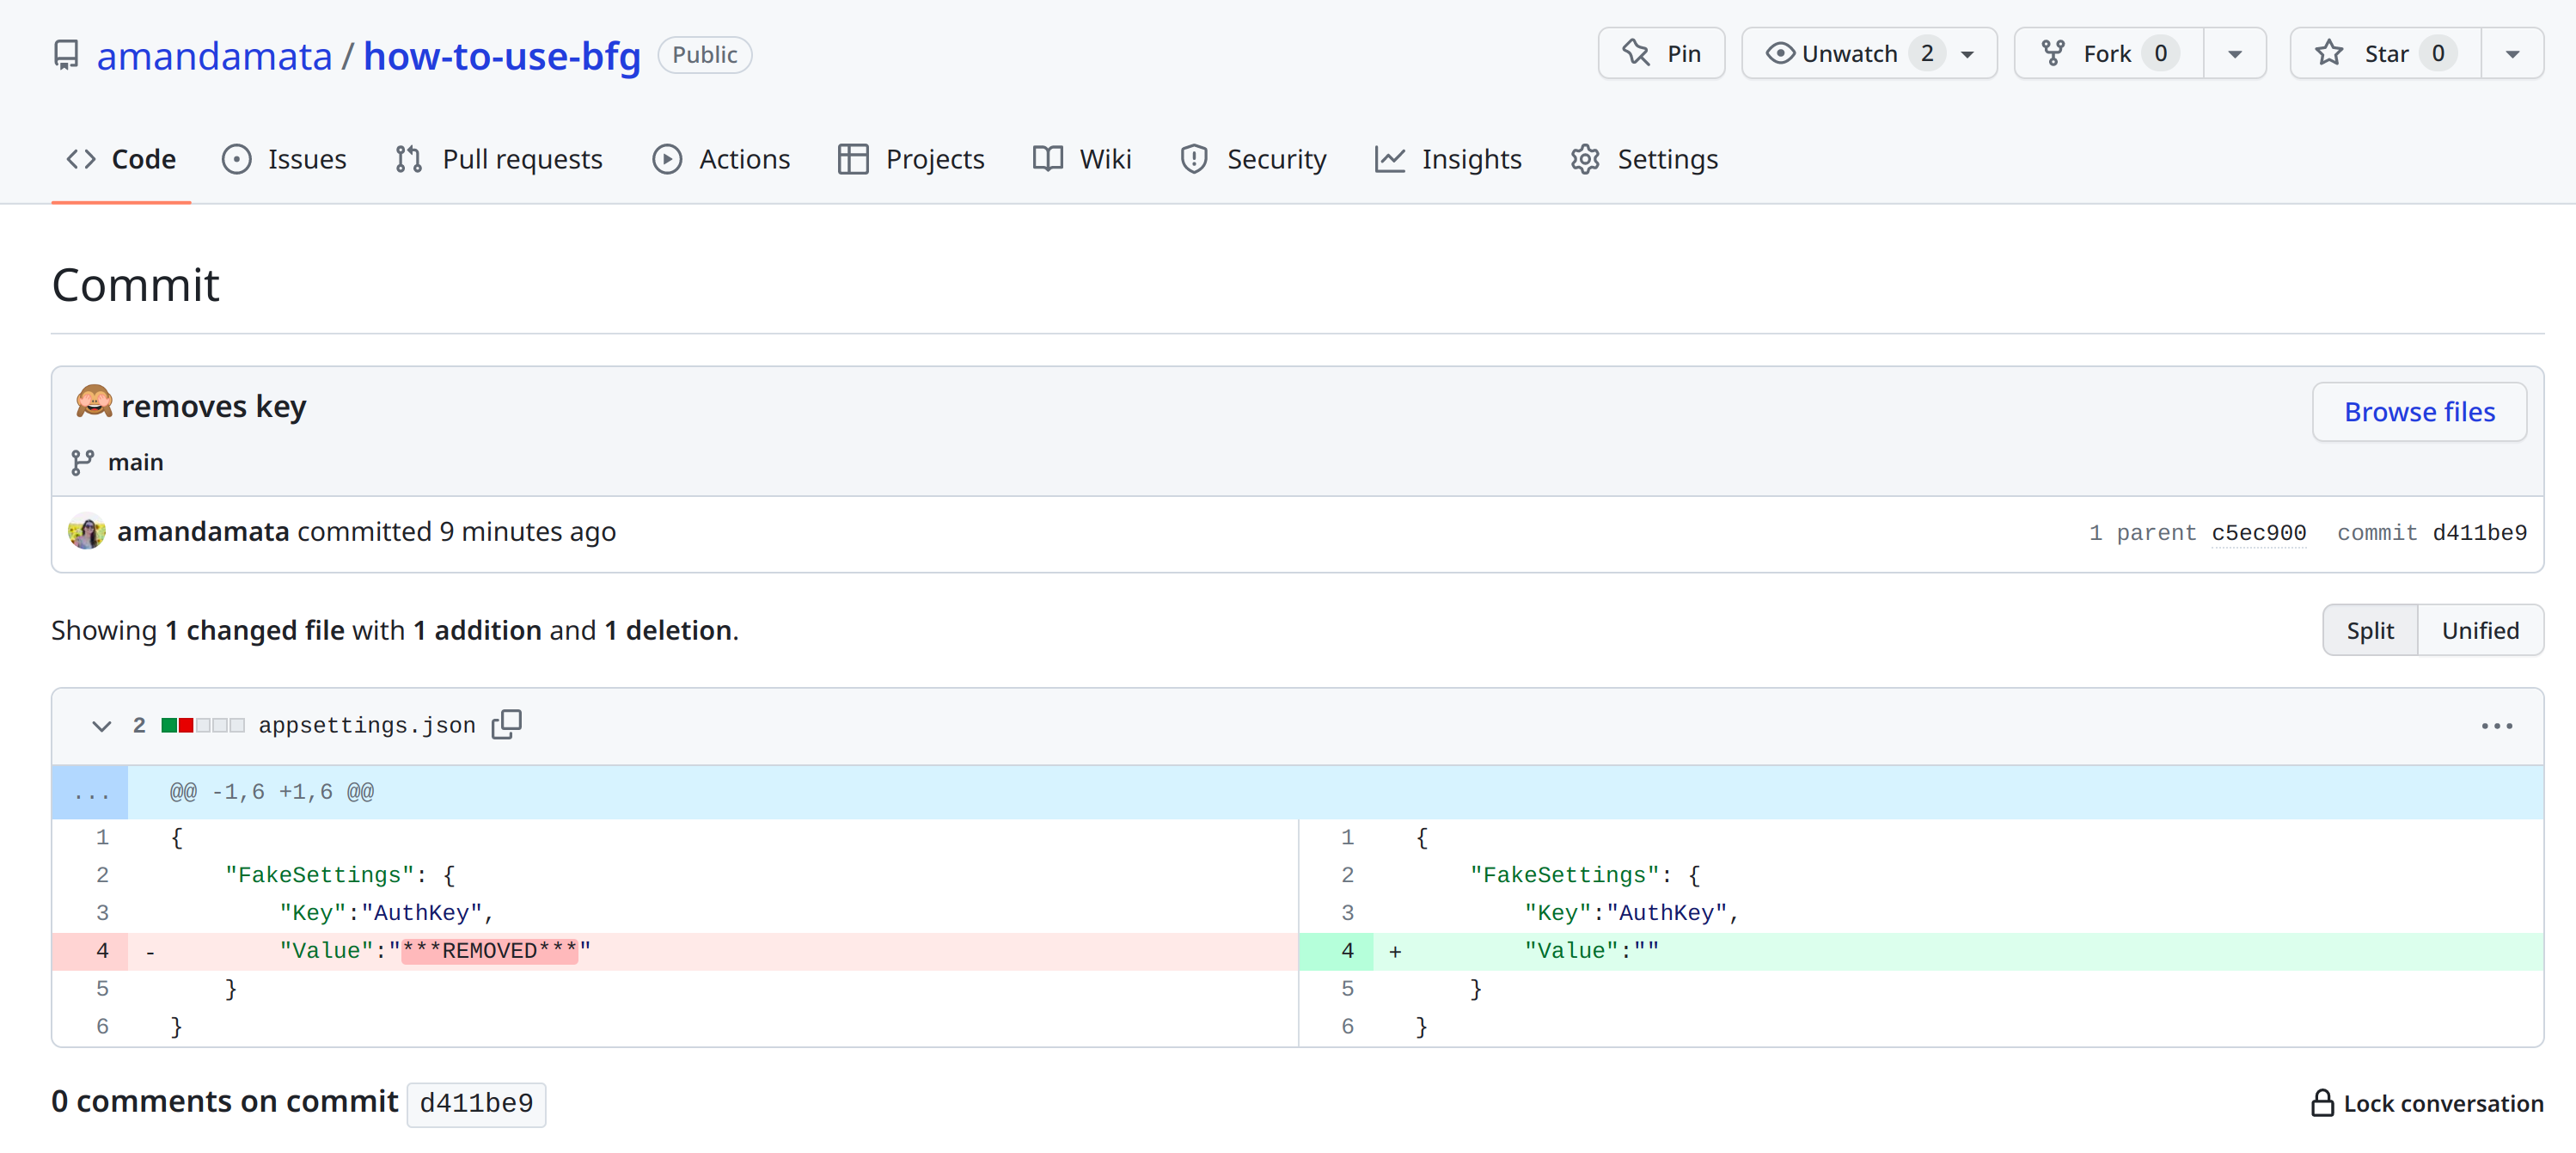 amandamata / how-to-use-bfg Public Pin Unwatch 2 Fork 0 Star 0
Code Issues Pull requests Actions Projects Wiki Security Insights Settings
Commit
🙈 removes key Browse files
main
amandamata committed 9 minutes ago 1 parent c5ec900 commit d411be9
Showing 1 changed file with 1 addition and 1 deletion. Split Unified
2 appsettings.json
... @@ -1,6 +1,6 @@
1 { 1 {
2 "FakeSettings": { 2 "FakeSettings": {
3 "Key":"AuthKey", 3 "Key":"AuthKey",
4 - "Value":"***REMOVED***" 4 + "Value":""
5 } 5 }
6 } 6 }
0 comments on commit d411be9 Lock conversation